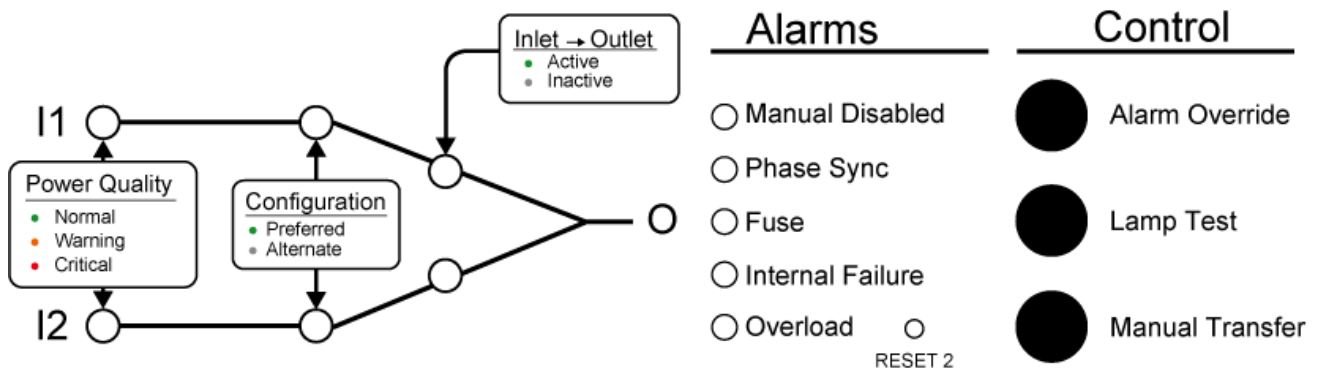 I1
Power Quality
Normal
Warning
Critical
I2
Configuration
Preferred
Alternate
Inlet → Outlet
Active
Inactive
O
Alarms
Manual Disabled
Phase Sync
Fuse
Internal Failure
Overload
RESET 2
Control
Alarm Override
Lamp Test
Manual Transfer